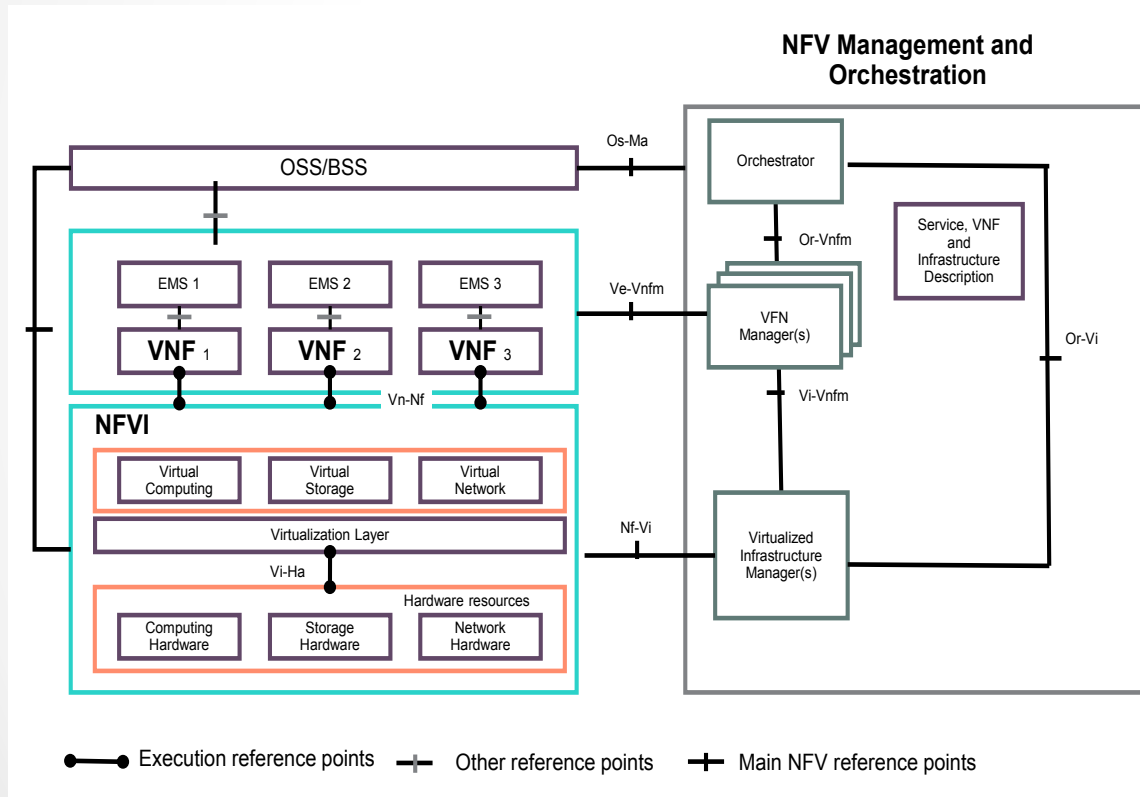 NFV Management and
Orchestration
Os-Ma
OSS/BSS
Orchestrator
Service, VNF
and
Infrastructure
Description
Or-Vnfm
EMS 1
EMS 2
EMS 3
Ve-Vnfm
VFN
Manager(s)
VNF 1
VNF 2
VNF 3
Or-Vi
Vn-Nf
Vi-Vnfm
NFVI
Virtual
Computing
Virtual
Storage
Virtual
Network
Virtualization Layer
Nf-Vi
Virtualized
Infrastructure
Manager(s)
Vi-Ha
Hardware resources
Computing
Hardware
Storage
Hardware
Network
Hardware
Execution reference points
Other reference points
Main NFV reference points